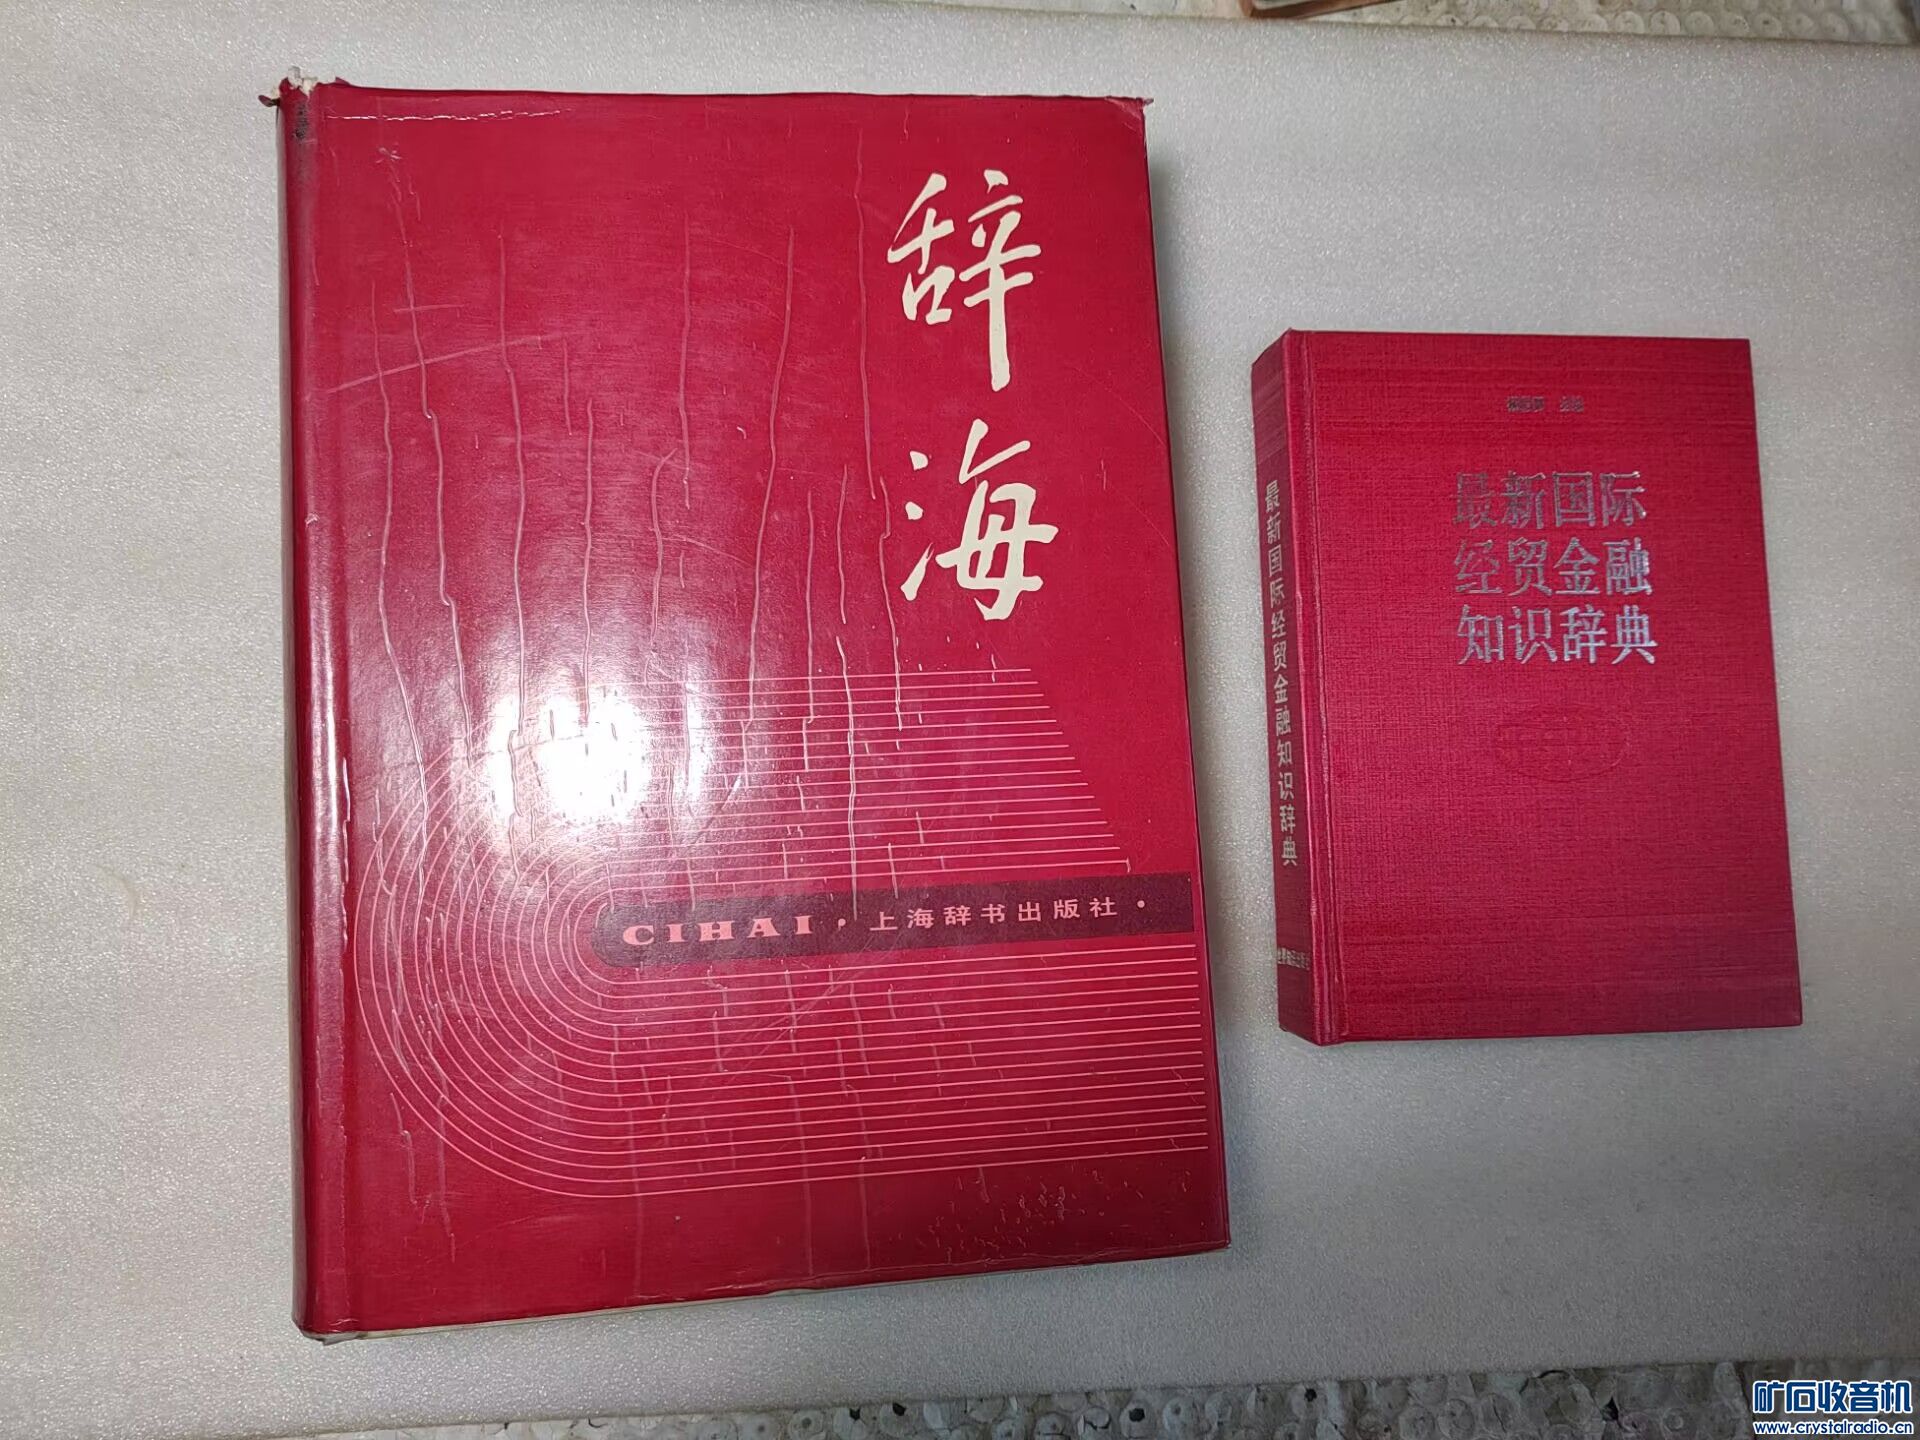 辞海
CIHAI · 上海辞书出版社 ·
最新国际
经贸金融
知识辞典
最新国际经贸金融知识辞典
矿石收音机
www.crystalradio.cn